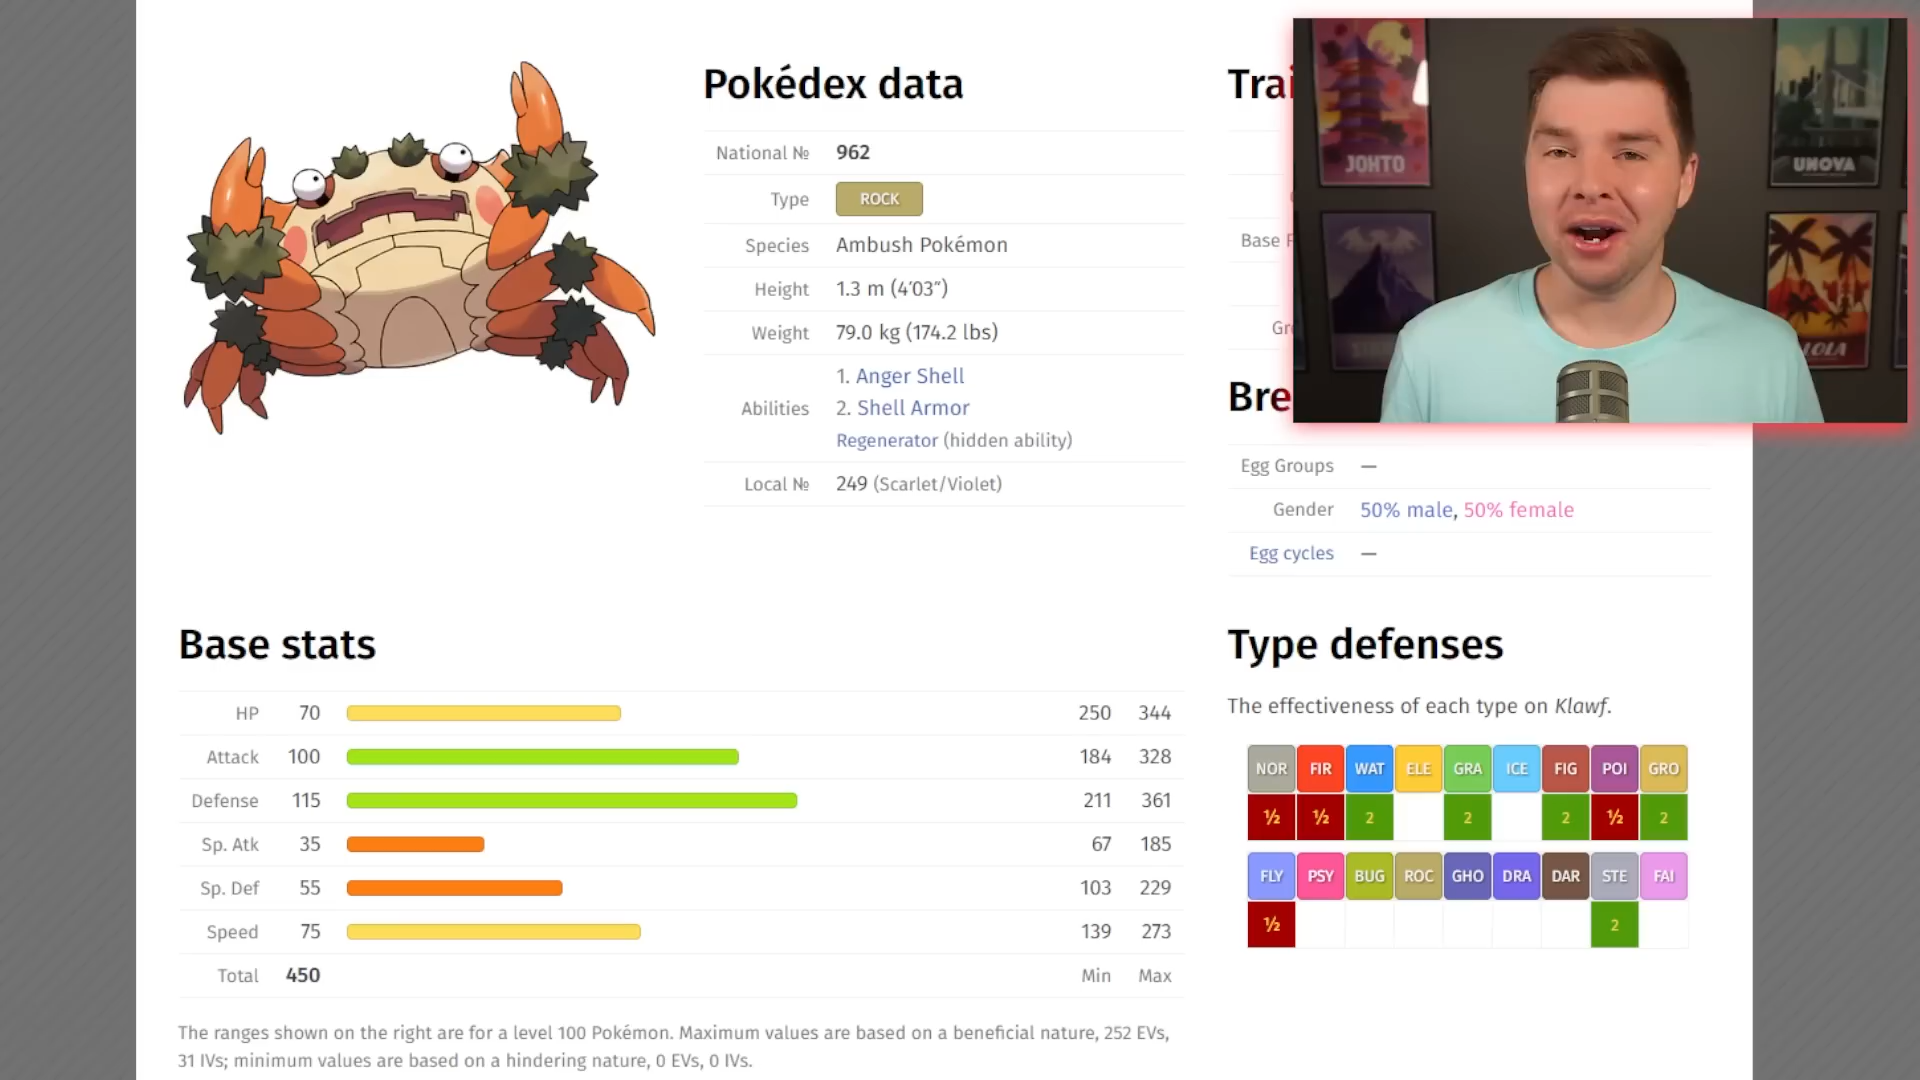 Pokédex data
National № 962
Type ROCK
Species Ambush Pokémon
Height 1.3 m (4'03")
Weight 79.0 kg (174.2 lbs)
Abilities 1. Anger Shell
2. Shell Armor
Regenerator (hidden ability)
Local № 249 (Scarlet/Violet)
Trai
Base
Gr
Bre
JOHTO
UNOVA
LOLA
Egg Groups —
Gender 50% male, 50% female
Egg cycles —
Base stats
HP 70 250 344
Attack 100 184 328
Defense 115 211 361
Sp. Atk 35 67 185
Sp. Def 55 103 229
Speed 75 139 273
Total 450 Min Max
The ranges shown on the right are for a level 100 Pokémon. Maximum values are based on a beneficial nature, 252 EVs,
31 IVs; minimum values are based on a hindering nature, 0 EVs, 0 IVs.
Type defenses
The effectiveness of each type on Klawf.
NOR FIR WAT ELE GRA ICE FIG POI GRO
½ ½ 2 2 2 ½ 2
FLY PSY BUG ROC GHO DRA DAR STE FAI
½ 2